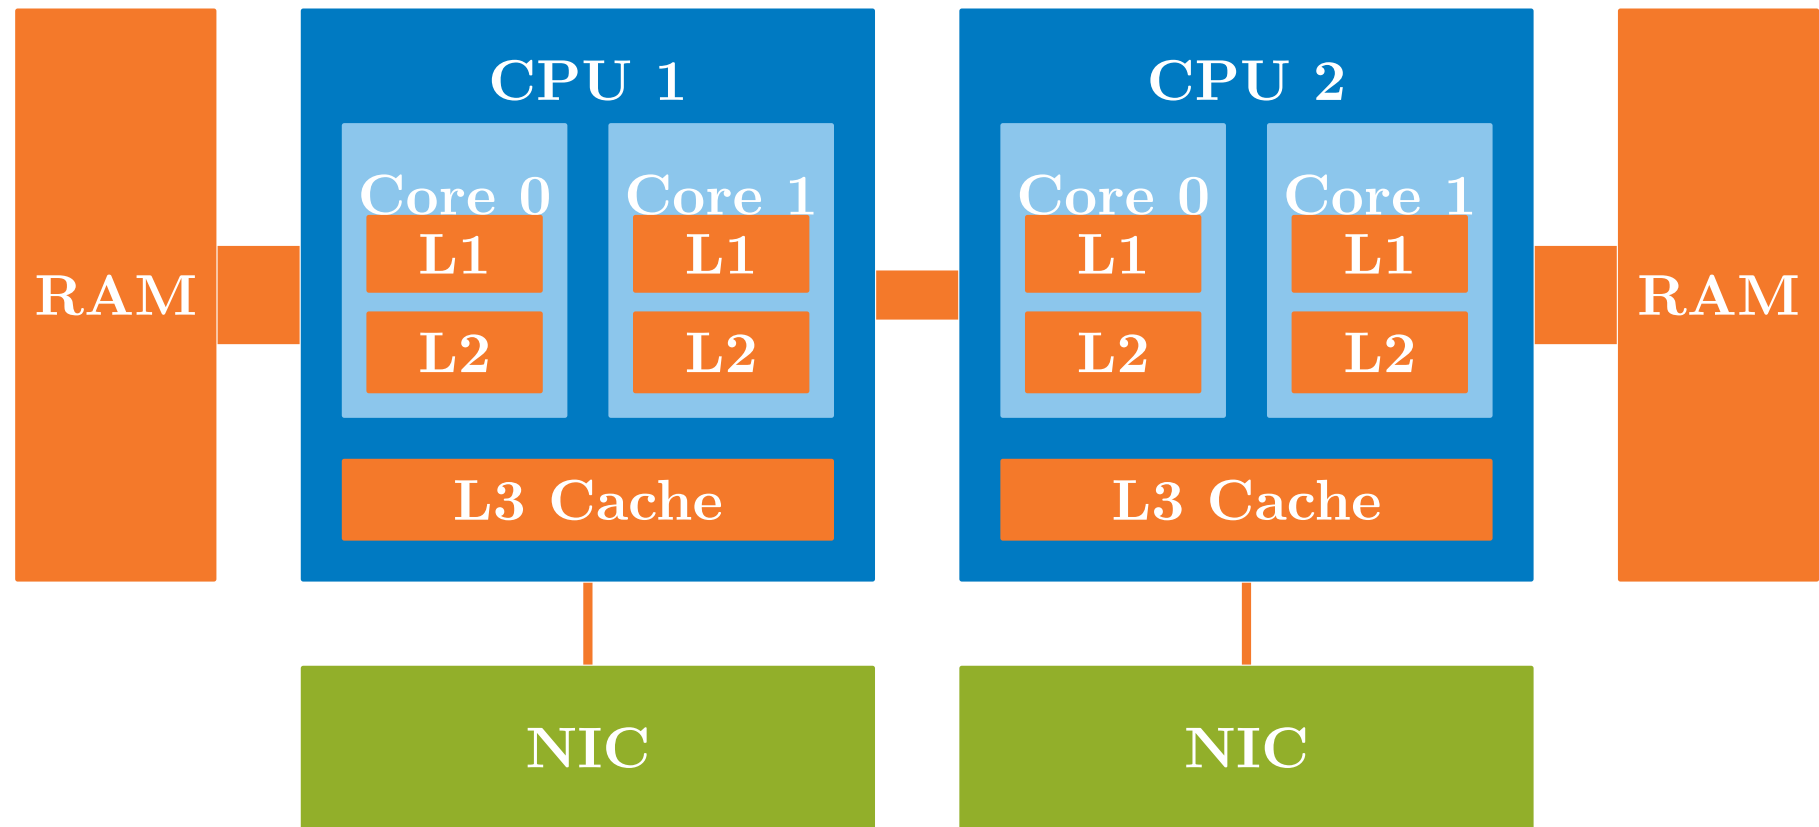 RAM
CPU 1
Core 0
L1
L2
Core 1
L1
L2
L3 Cache
NIC
CPU 2
Core 0
L1
L2
Core 1
L1
L2
L3 Cache
NIC
RAM